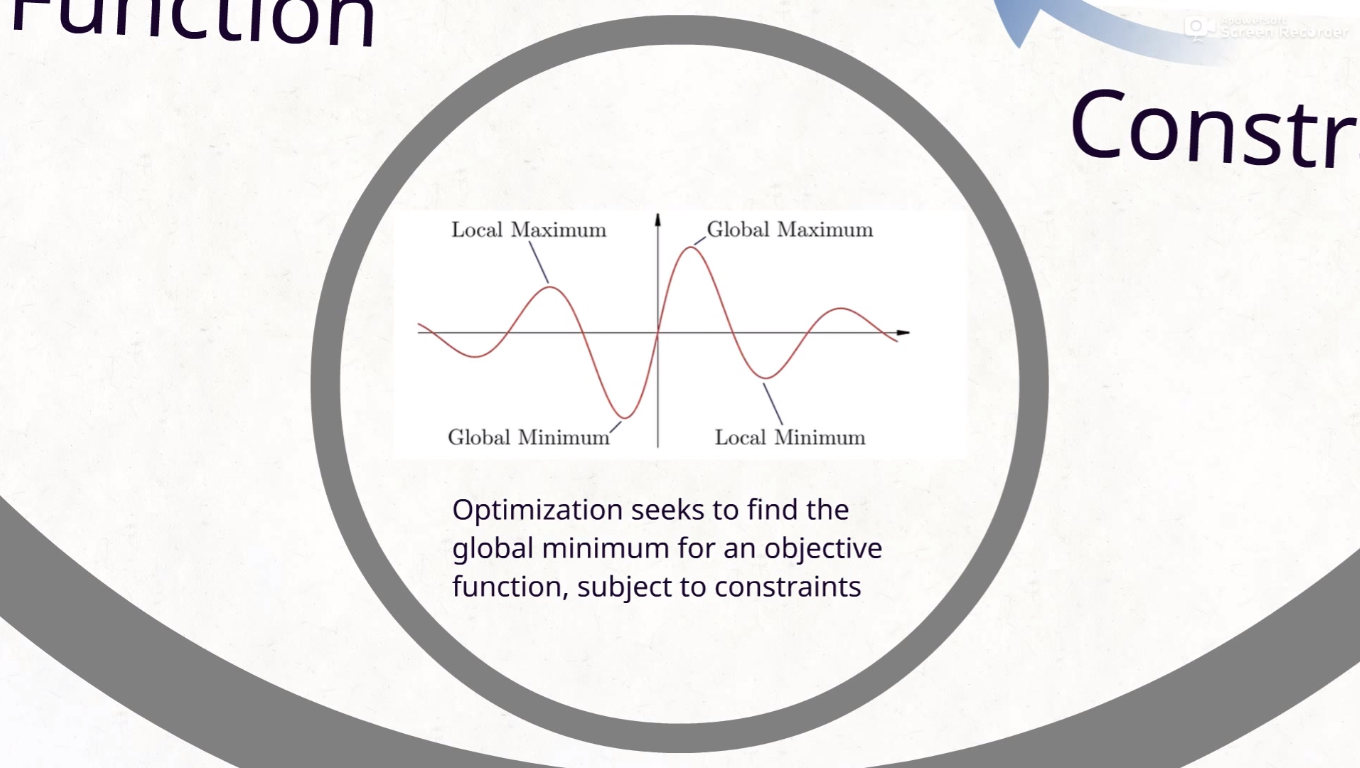 Function
Apowersoft
Screen Recorder
Constr
Local Maximum
Global Maximum
Global Minimum
Local Minimum
Optimization seeks to find the
global minimum for an objective
function, subject to constraints